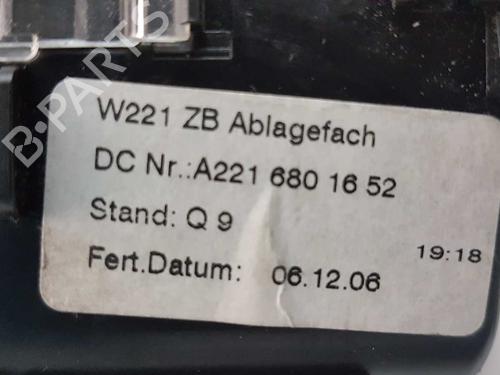 B-PARTS
W221 ZB Ablagefach
DC Nr.:A221 680 16 52
Stand: Q 9
19:18
Fert.Datum: 06.12.06